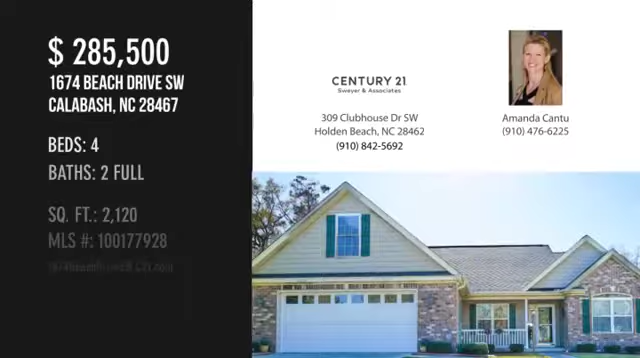 $ 285,500
1674 BEACH DRIVE SW
CALABASH, NC 28467
BEDS: 4
BATHS: 2 FULL
SQ. FT.: 2,120
MLS #: 100177928
CENTURY 21
Sweyer & Associates
309 Clubhouse Dr SW
Holden Beach, NC 28462
(910) 842-5692
Amanda Cantu
(910) 476-6225